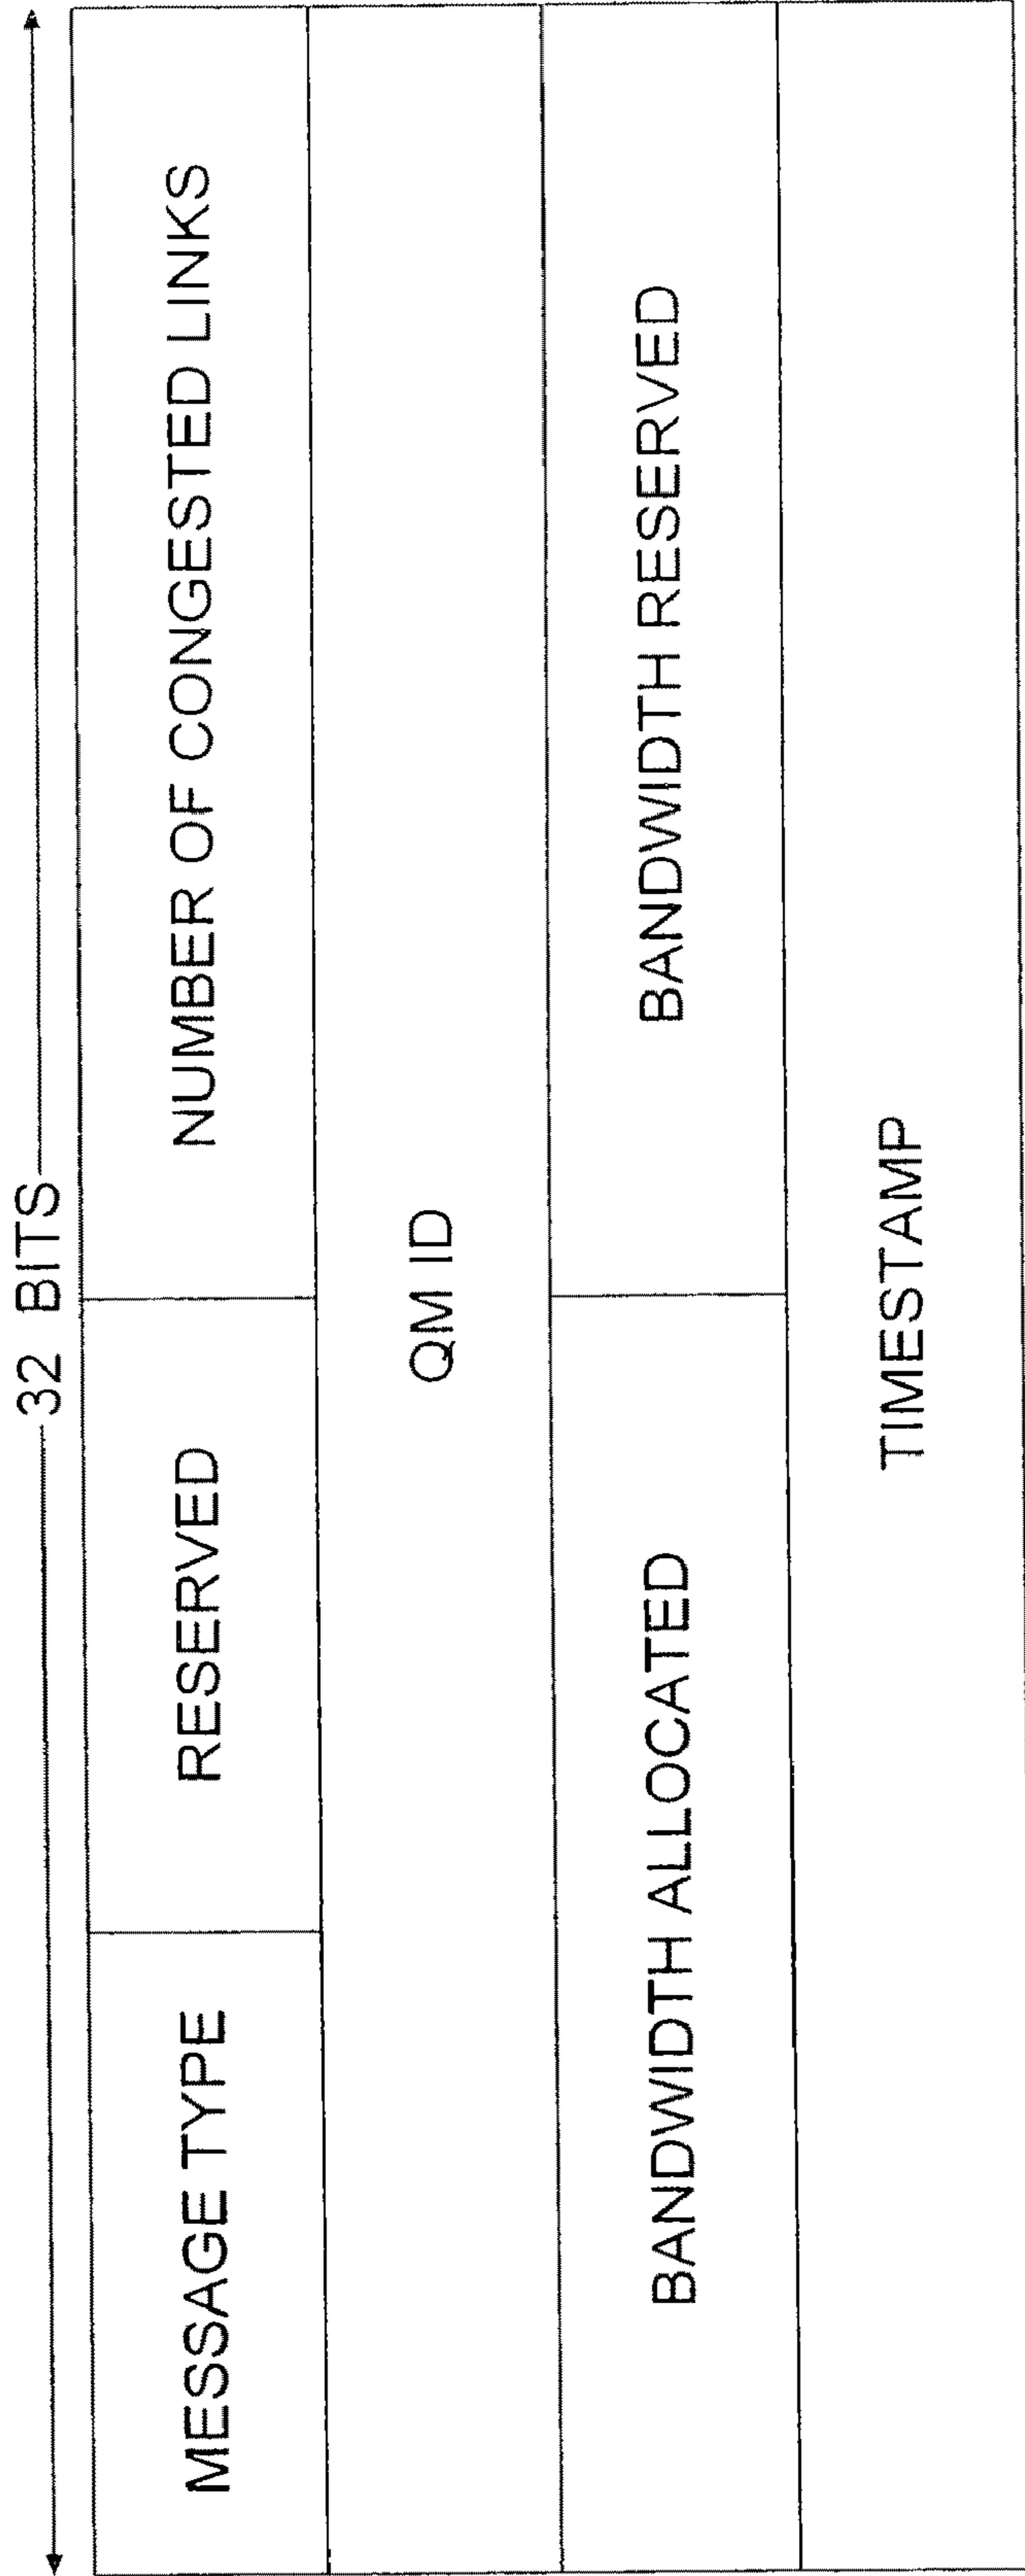 32 BITS
MESSAGE TYPE
RESERVED
NUMBER OF CONGESTED LINKS
QM ID
BANDWIDTH ALLOCATED
BANDWIDTH RESERVED
TIMESTAMP